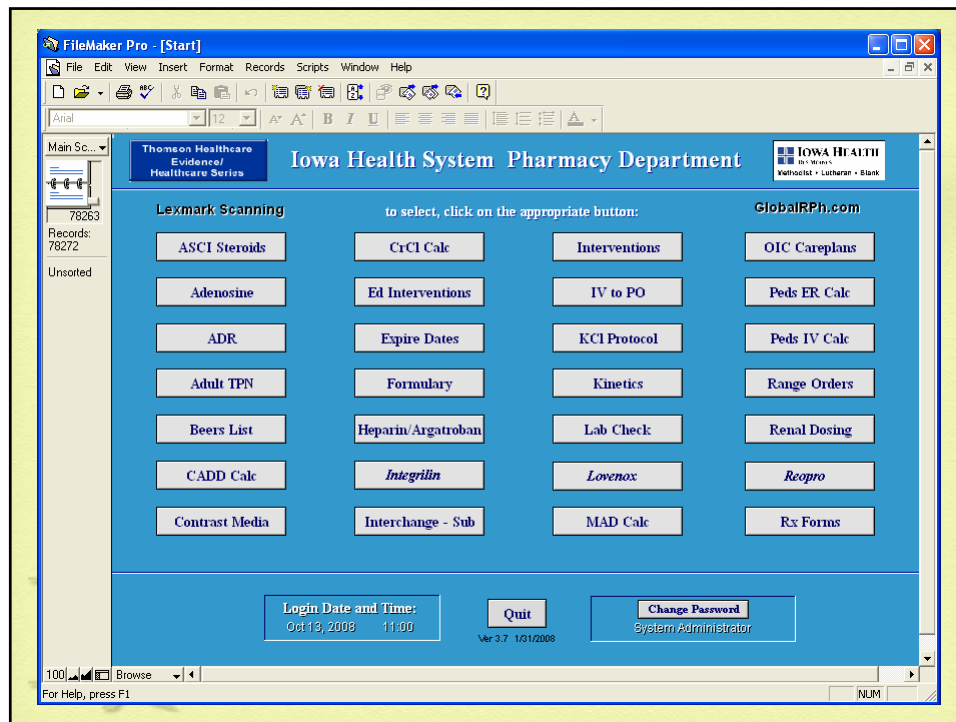 FileMaker Pro - [Start]
File Edit View Insert Format Records Scripts Window Help
Arial 12 B I U
Main Sc...
78263
Records:
78272
Unsorted
Thomson Healthcare
Evidence/
Healthcare Series
Iowa Health System Pharmacy Department
IOWA HEALTH
DES MOINES
Methodist • Lutheran • Blank
Lexmark Scanning
to select, click on the appropriate button:
GlobalRPh.com
ASCI Steroids CrCl Calc Interventions OIC Careplans
Adenosine Ed Interventions IV to PO Peds ER Calc
ADR Expire Dates KCl Protocol Peds IV Calc
Adult TPN Formulary Kinetics Range Orders
Beers List Heparin/Argatroban Lab Check Renal Dosing
CADD Calc Integrilin Lovenox Reopro
Contrast Media Interchange - Sub MAD Calc Rx Forms
Login Date and Time:
Oct 13, 2008 11:00
Quit
Ver 3.7 1/31/2008
Change Password
System Administrator
100 Browse
For Help, press F1
NUM